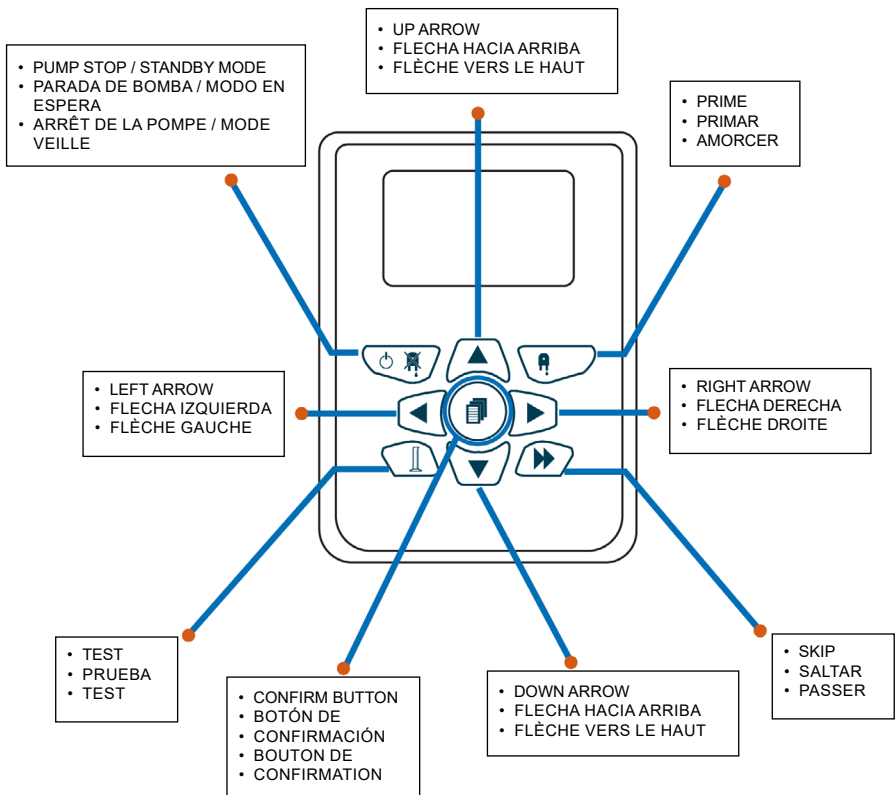 • UP ARROW
• FLECHA HACIA ARRIBA
• FLÈCHE VERS LE HAUT
• PUMP STOP / STANDBY MODE
• PARADA DE BOMBA / MODO EN
ESPERA
• ARRÊT DE LA POMPE / MODE
VEILLE
• PRIME
• PRIMAR
• AMORCER
• LEFT ARROW
• FLECHA IZQUIERDA
• FLÈCHE GAUCHE
• RIGHT ARROW
• FLECHA DERECHA
• FLÈCHE DROITE
• TEST
• PRUEBA
• TEST
• CONFIRM BUTTON
• BOTÓN DE
• CONFIRMACIÓN
• BOUTON DE
• CONFIRMATION
• DOWN ARROW
• FLECHA HACIA ARRIBA
• FLÈCHE VERS LE HAUT
• SKIP
• SALTAR
• PASSER